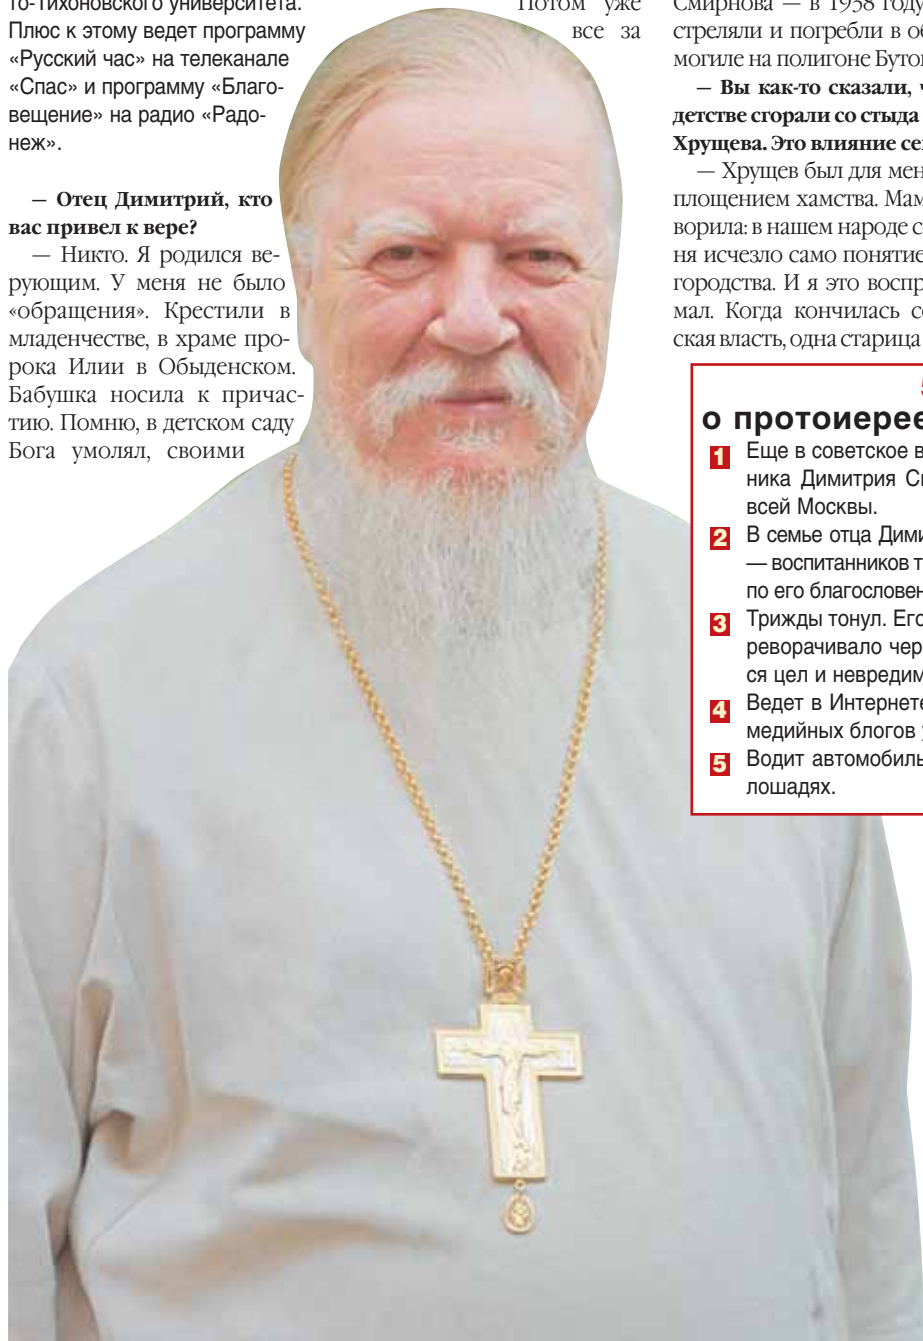 то-Тихоновского университета.
Плюс к этому ведет программу
«Русский час» на телеканале
«Спас» и программу «Благо-
вещение» на радио «Радо-
неж».
— Отец Димитрий, кто
вас привел к вере?
— Никто. Я родился ве-
рующим. У меня не было
«обращения». Крестили в
младенчестве, в храме про-
рока Илии в Обыденском.
Бабушка носила к причас-
тию. Помню, в детском саду
Бога умолял, своими
Потом уже
все за
Смирнова — в 1938 году
стреляли и погребли в об
могиле на полигоне Буто
— Вы как-то сказали, ч
детстве сгорали со стыда
Хрущева. Это влияние се
— Хрущев был для мен
площением хамства. Мам
ворила: в нашем народе с
ня исчезло само понятие
городства. И я это воспр
мал. Когда кончилась со
ская власть, одна старица
о протоиерее
1 Еще в советское в
ника Димитрия См
всей Москвы.
2 В семье отца Дими
— воспитанников т
по его благословен
3 Трижды тонул. Его
реворачивало чер
ся цел и невредим
4 Ведет в Интернете
медийных блогов
5 Водит автомобиль
лошадях.